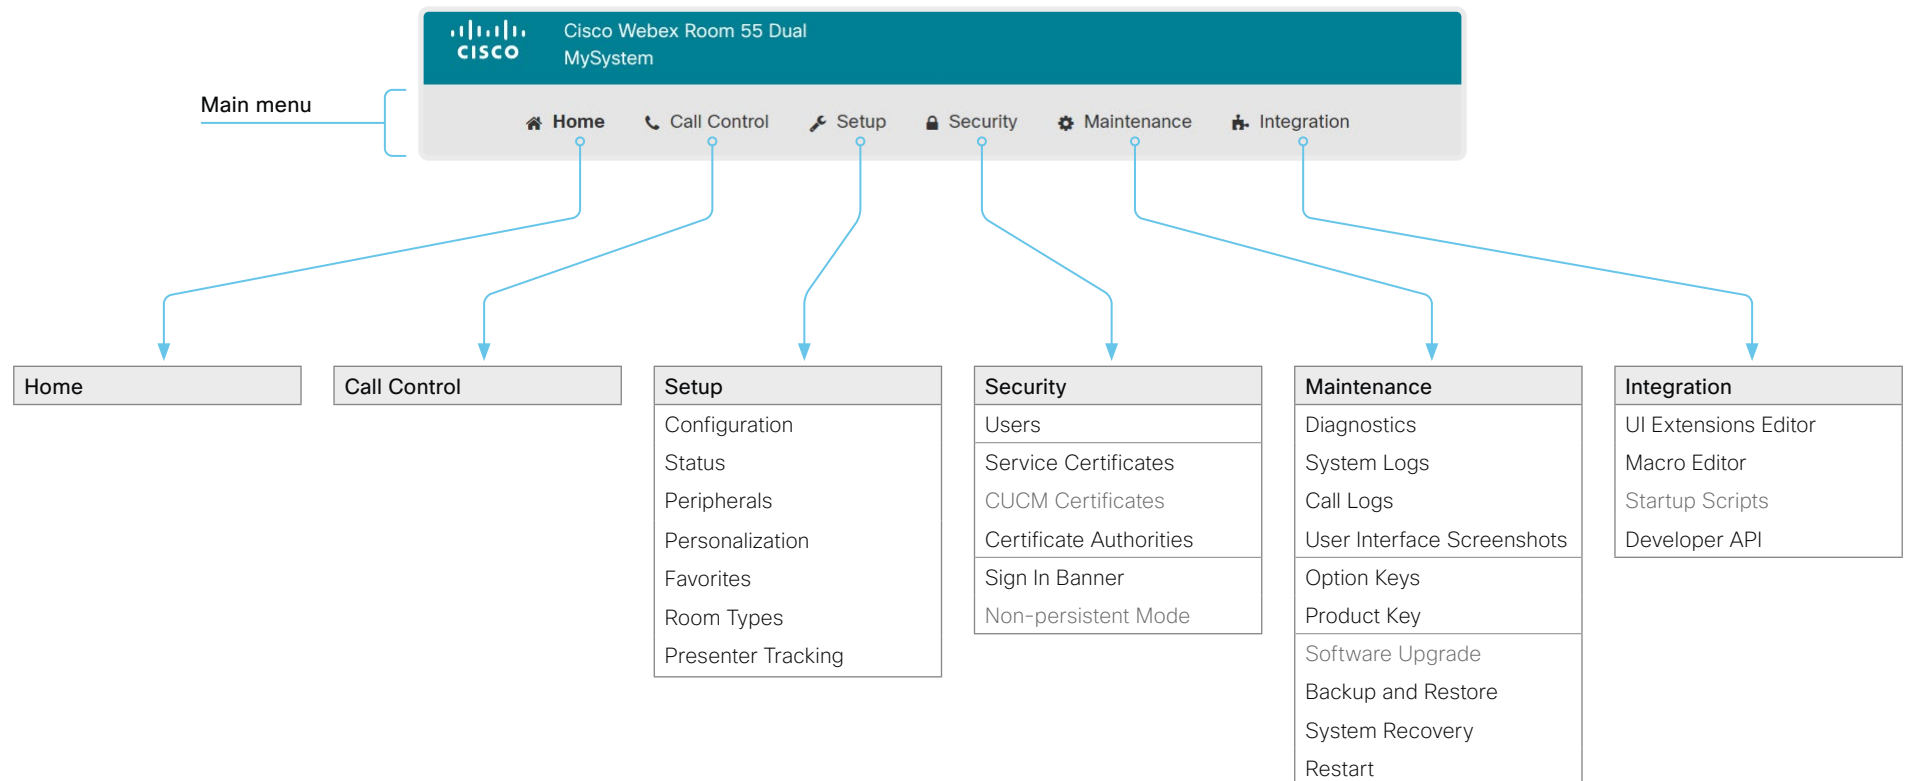 CISCO
Cisco Webex Room 55 Dual
MySystem
Main menu
Home
Call Control
Setup
Security
Maintenance
Integration
Home
Call Control
Setup
Configuration
Status
Peripherals
Personalization
Favorites
Room Types
Presenter Tracking
Security
Users
Service Certificates
CUCM Certificates
Certificate Authorities
Sign In Banner
Non-persistent Mode
Maintenance
Diagnostics
System Logs
Call Logs
User Interface Screenshots
Option Keys
Product Key
Software Upgrade
Backup and Restore
System Recovery
Restart
Integration
UI Extensions Editor
Macro Editor
Startup Scripts
Developer API